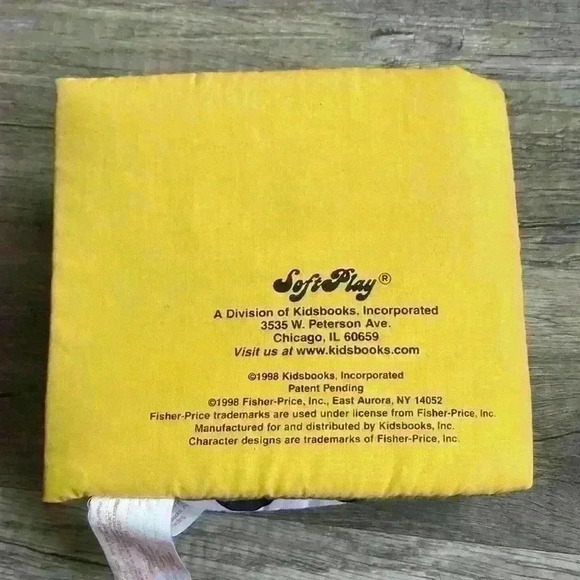 Soft Play®
A Division of Kidsbooks, Incorporated
3535 W. Peterson Ave.
Chicago, IL 60659
Visit us at www.kidsbooks.com
©1998 Kidsbooks, Incorporated
Patent Pending
©1998 Fisher-Price, Inc., East Aurora, NY 14052
Fisher-Price trademarks are used under license from Fisher-Price, Inc.
Manufactured for and distributed by Kidsbooks, Inc.
Character designs are trademarks of Fisher-Price, Inc.